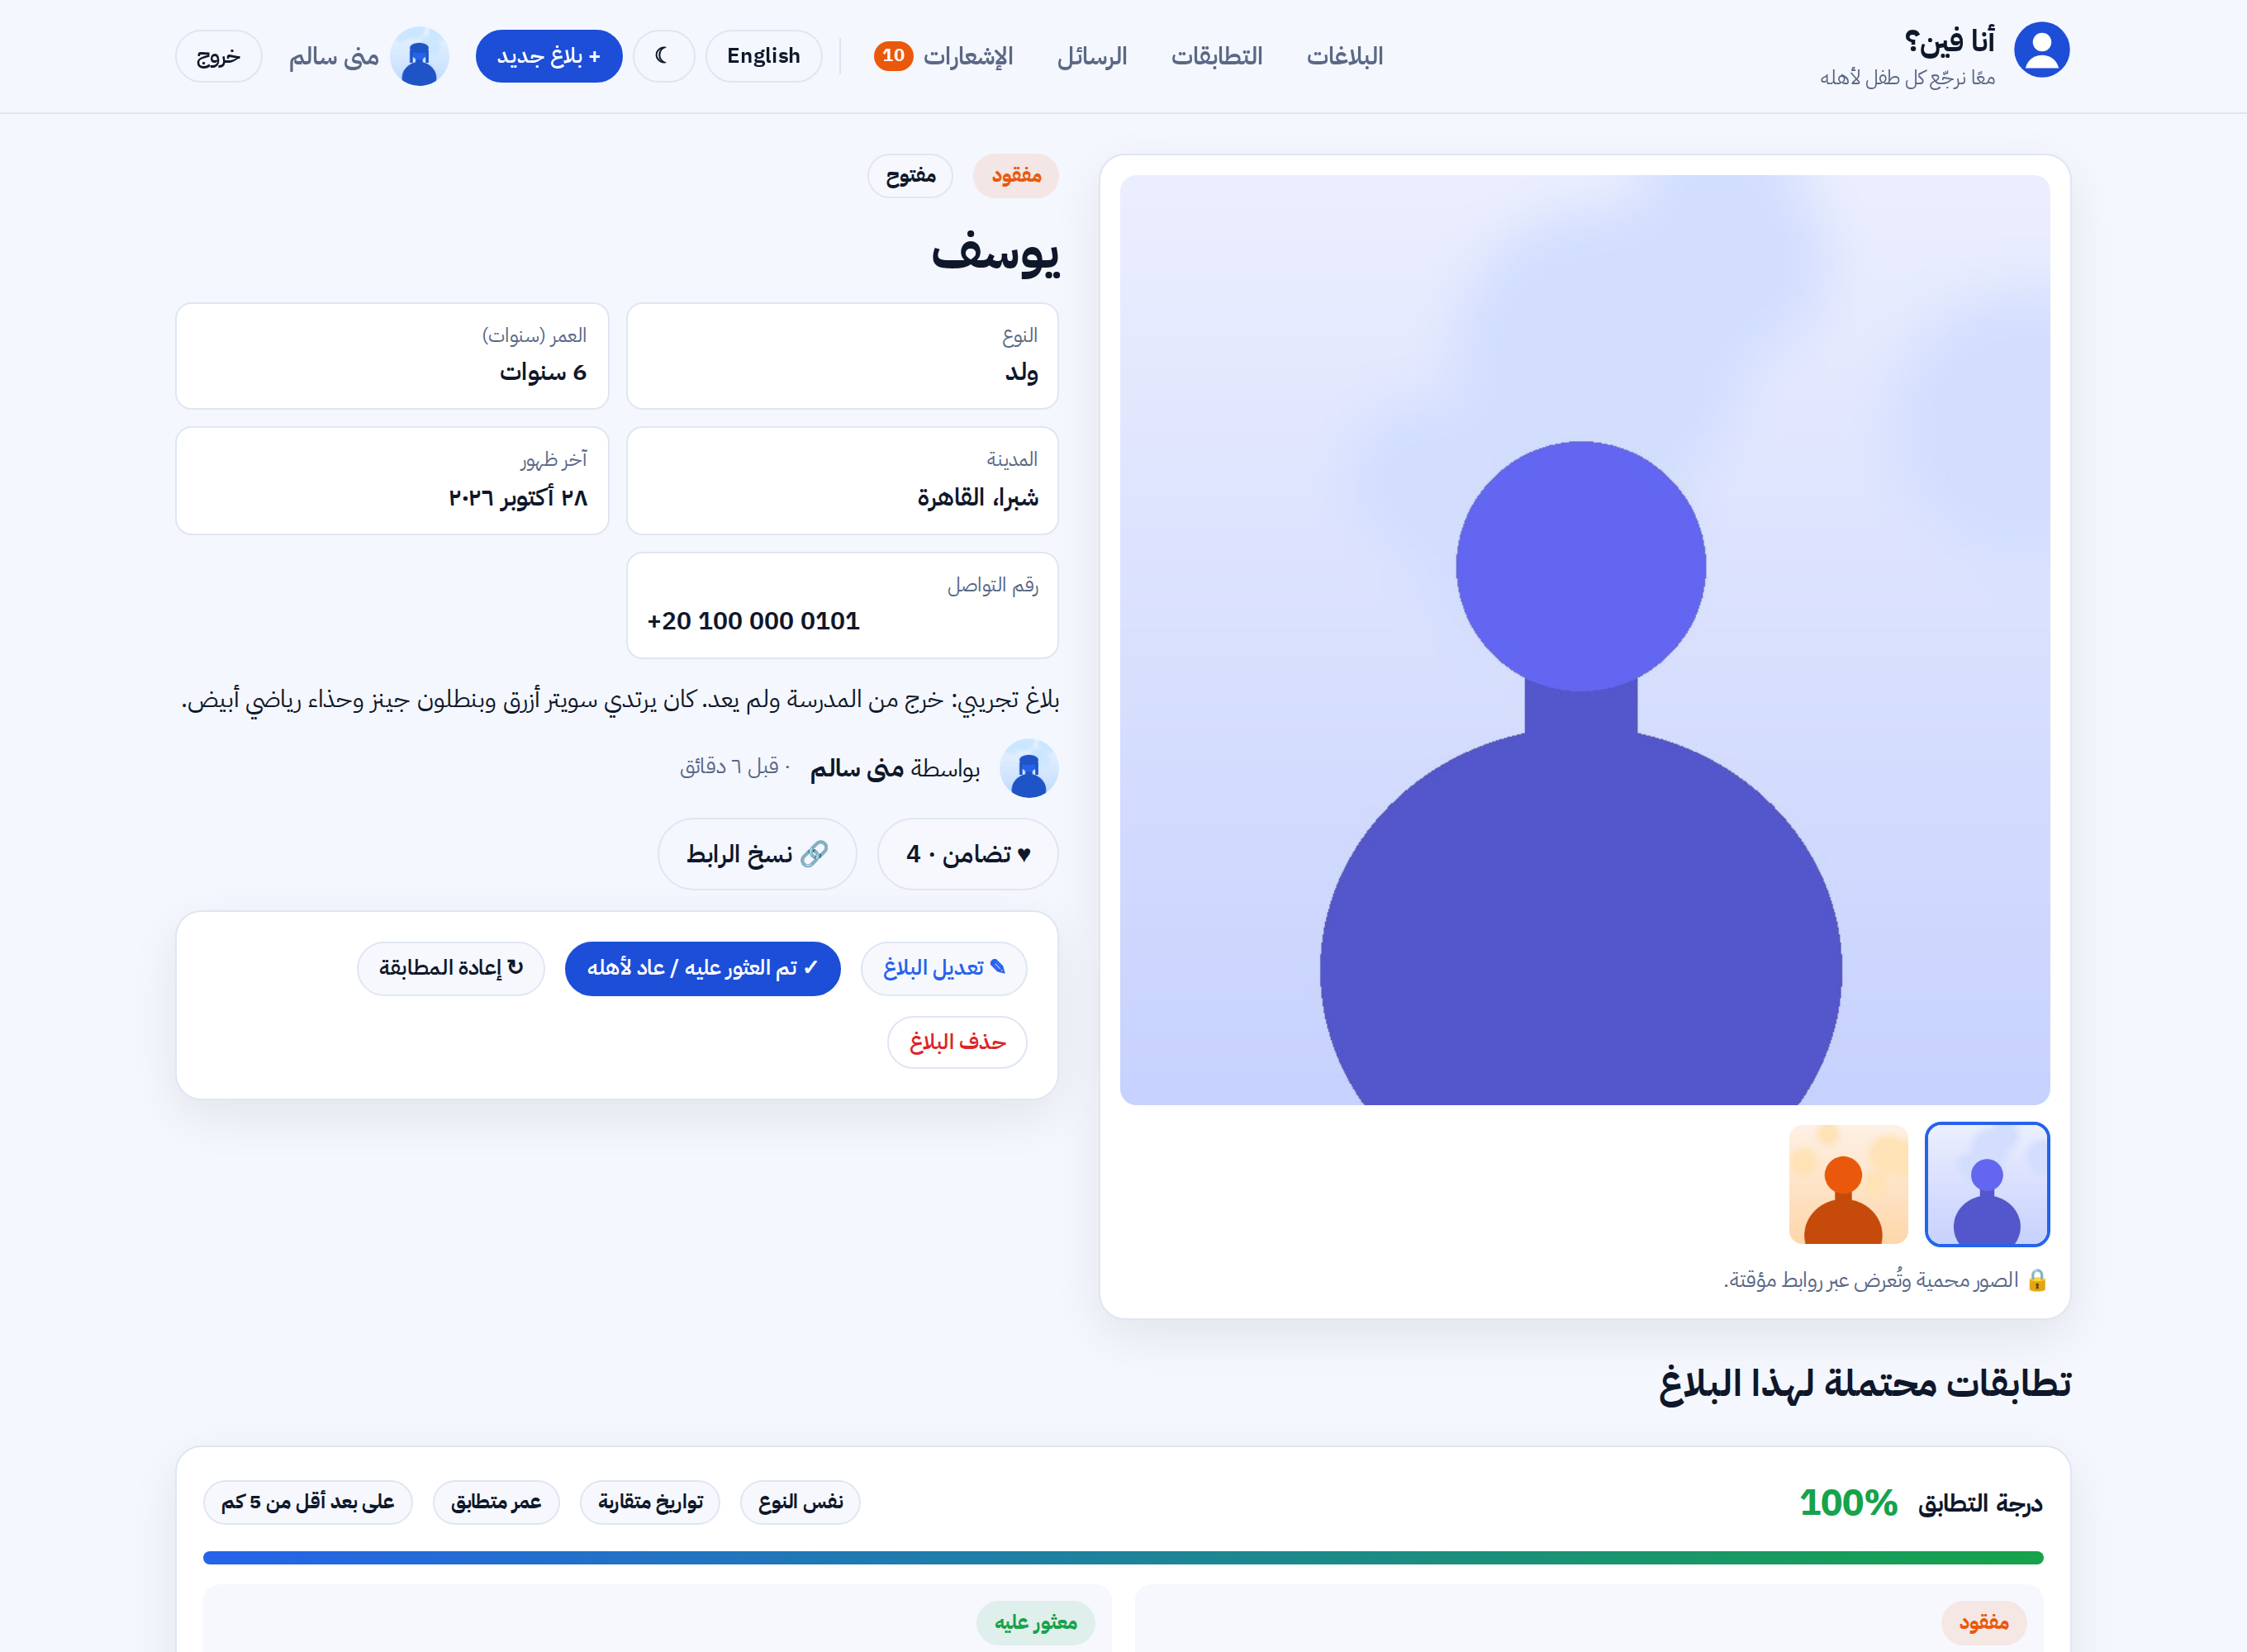 أنا فين؟
معًا نرجّع كل طفل لأهله
البلاغات
التطابقات
الرسائل
الإشعارات 10
English
☾
+ بلاغ جديد
منى سالم
خروج
مفقود
مفتوح
يوسف
النوع
ولد
العمر (سنوات)
6 سنوات
المدينة
شبرا، القاهرة
آخر ظهور
٢٨ أكتوبر ٢٠٢٦
رقم التواصل
+20 100 000 0101
بلاغ تجريبي: خرج من المدرسة ولم يعد. كان يرتدي سويتر أزرق وبنطلون جينز وحذاء رياضي أبيض.
بواسطة منى سالم · قبل ٦ دقائق
♥ تضامن · 4
🔗 نسخ الرابط
✎ تعديل البلاغ
✓ تم العثور عليه / عاد لأهله
↻ إعادة المطابقة
حذف البلاغ
🔒 الصور محمية وتُعرض عبر روابط مؤقتة.
تطابقات محتملة لهذا البلاغ
درجة التطابق 100%
نفس النوع
تواريخ متقاربة
عمر متطابق
على بعد أقل من 5 كم
مفقود
معثور عليه